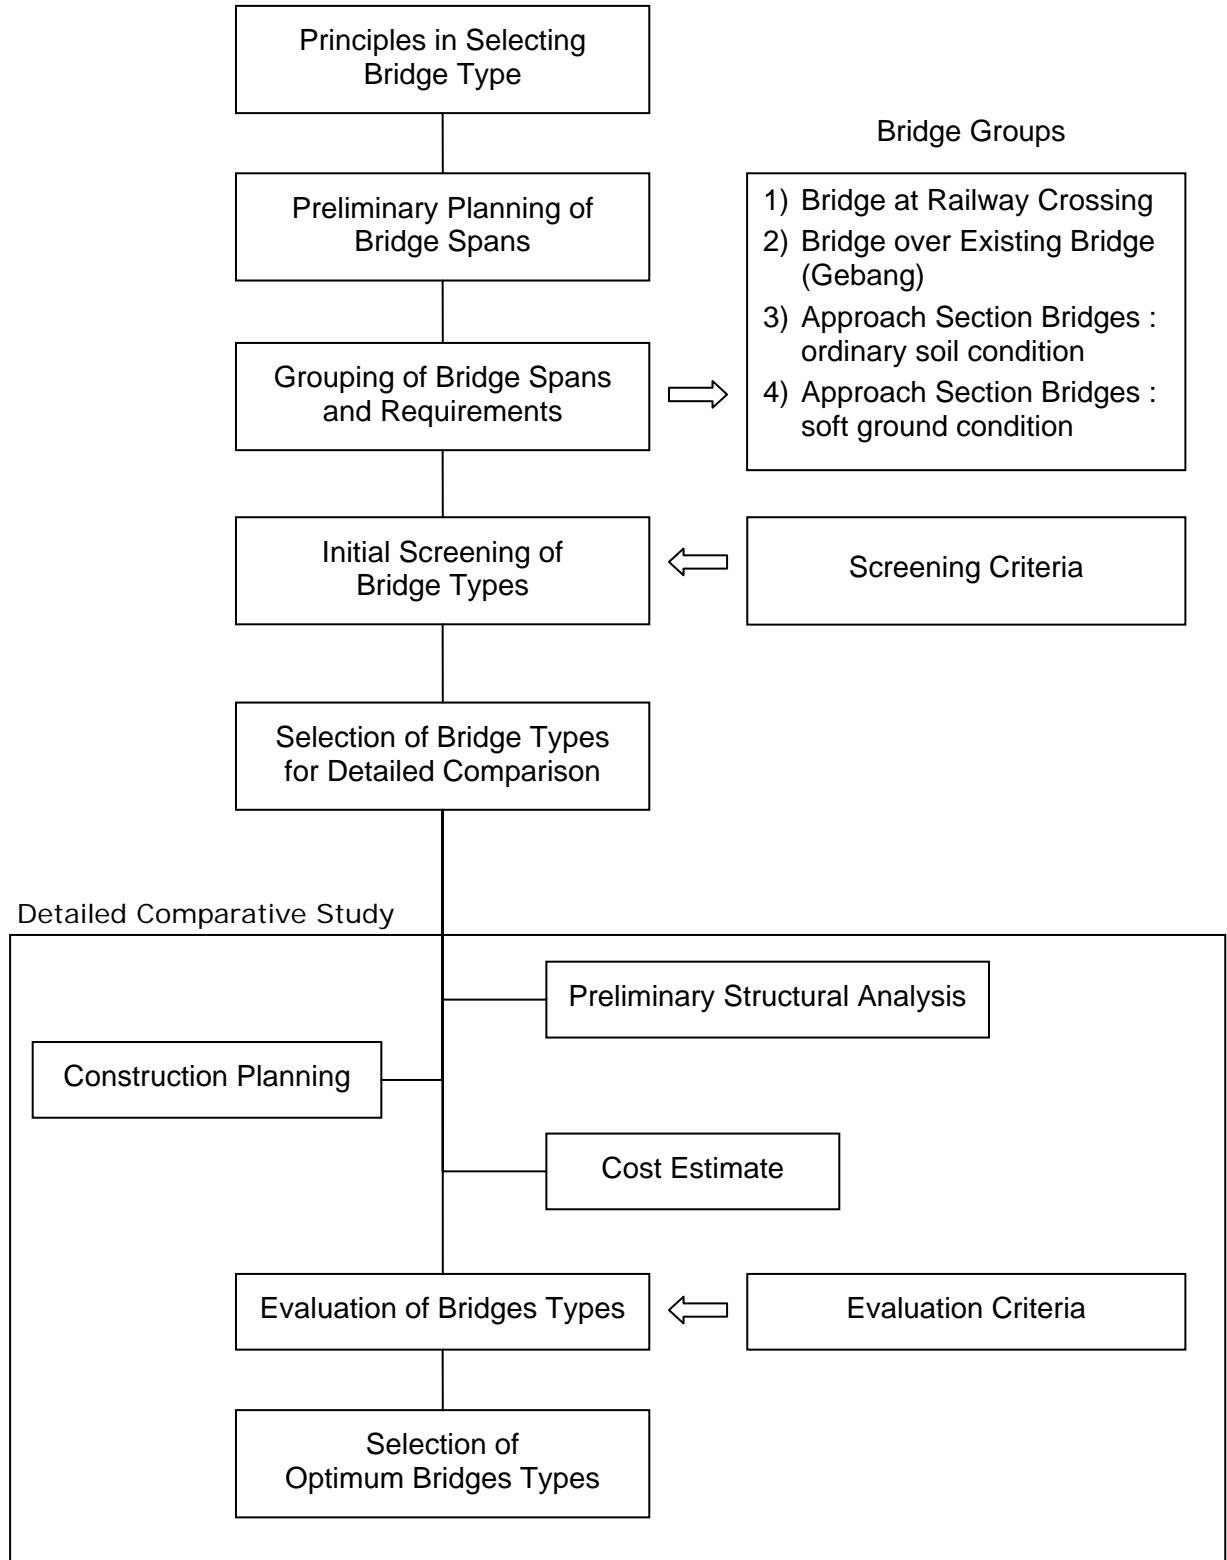 Principles in Selecting
Bridge Type
Bridge Groups
Preliminary Planning of
Bridge Spans
1) Bridge at Railway Crossing
2) Bridge over Existing Bridge
(Gebang)
3) Approach Section Bridges :
ordinary soil condition
4) Approach Section Bridges :
soft ground condition
Grouping of Bridge Spans
and Requirements
Initial Screening of
Bridge Types
Screening Criteria
Selection of Bridge Types
for Detailed Comparison
Detailed Comparative Study
Preliminary Structural Analysis
Construction Planning
Cost Estimate
Evaluation of Bridges Types
Evaluation Criteria
Selection of
Optimum Bridges Types